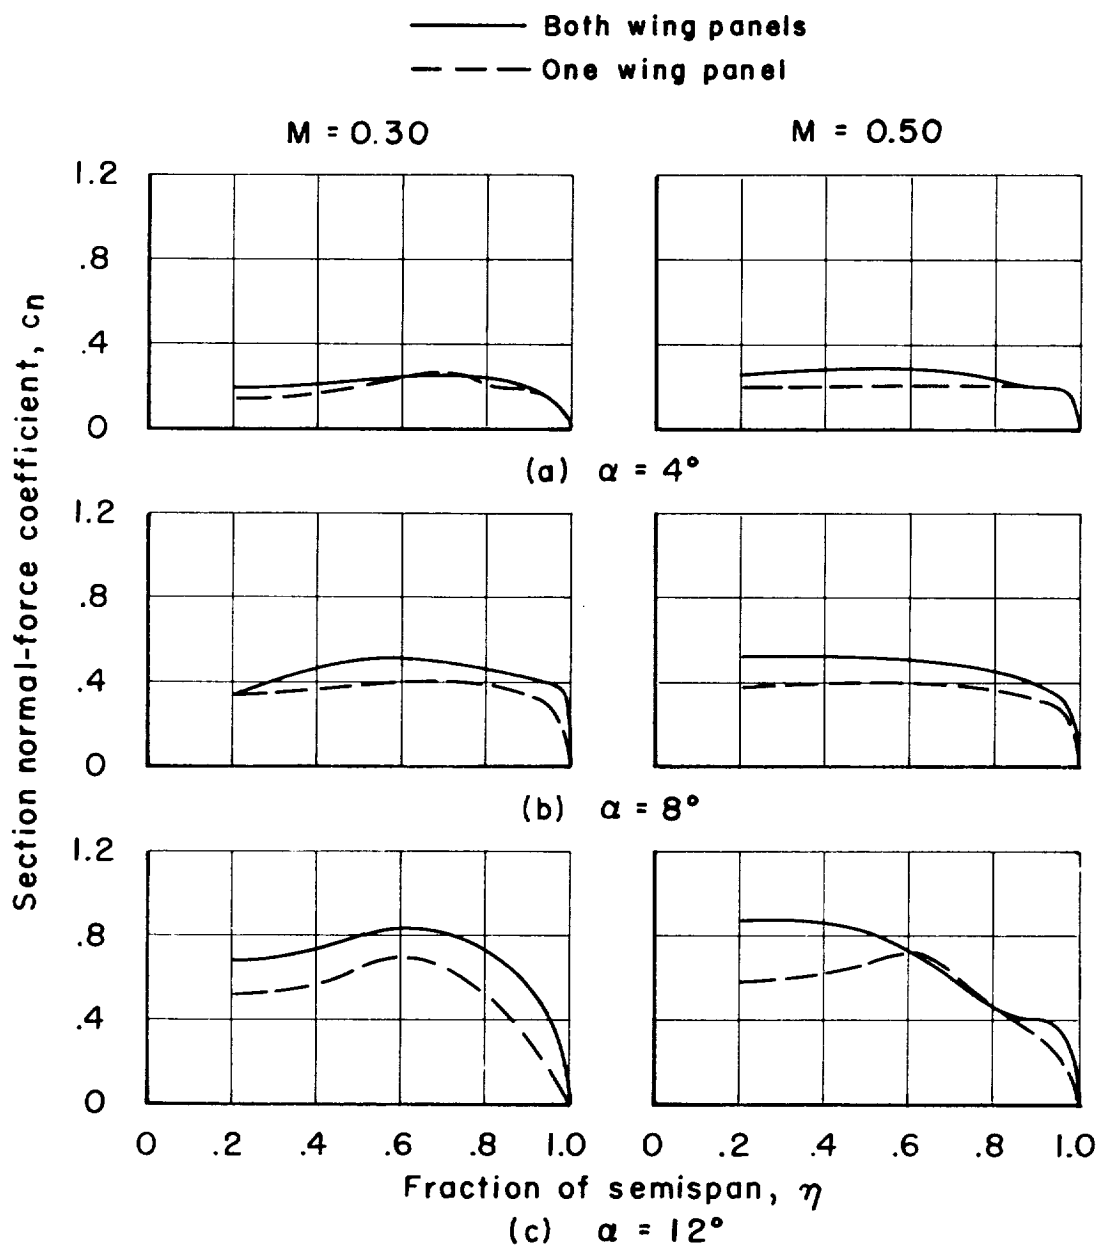 Both wing panels
One wing panel
M = 0.30
M = 0.50
Section normal-force coefficient, cn
1.2
.8
.4
0
(a) α = 4°
1.2
.8
.4
0
(b) α = 8°
1.2
.8
.4
0
0 .2 .4 .6 .8 1.0
0 .2 .4 .6 .8 1.0
Fraction of semispan, η
(c) α = 12°